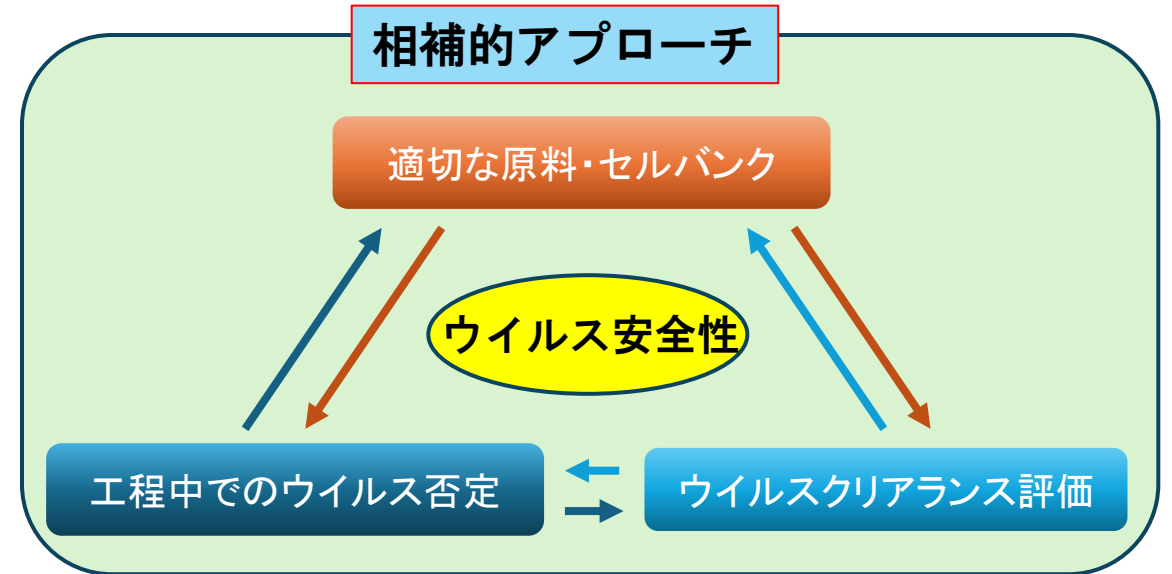 相補的アプローチ
適切な原料・セルバンク
ウイルス安全性
工程中でのウイルス否定
ウイルスクリアランス評価